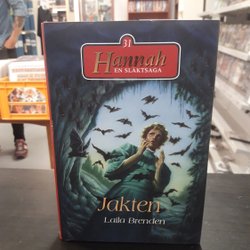 31
Hannah
EN SLÄKTSAGA
Jakten
Laila Brenden